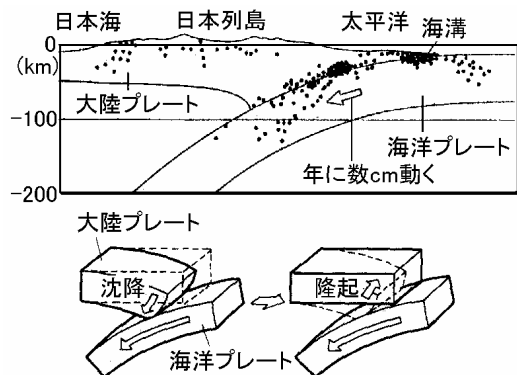 日本海 日本列島 太平洋 海溝
0
(km)
大陸プレート
-100
海洋プレート
年に数cm動く
-200
大陸プレート
沈降 隆起
海洋プレート